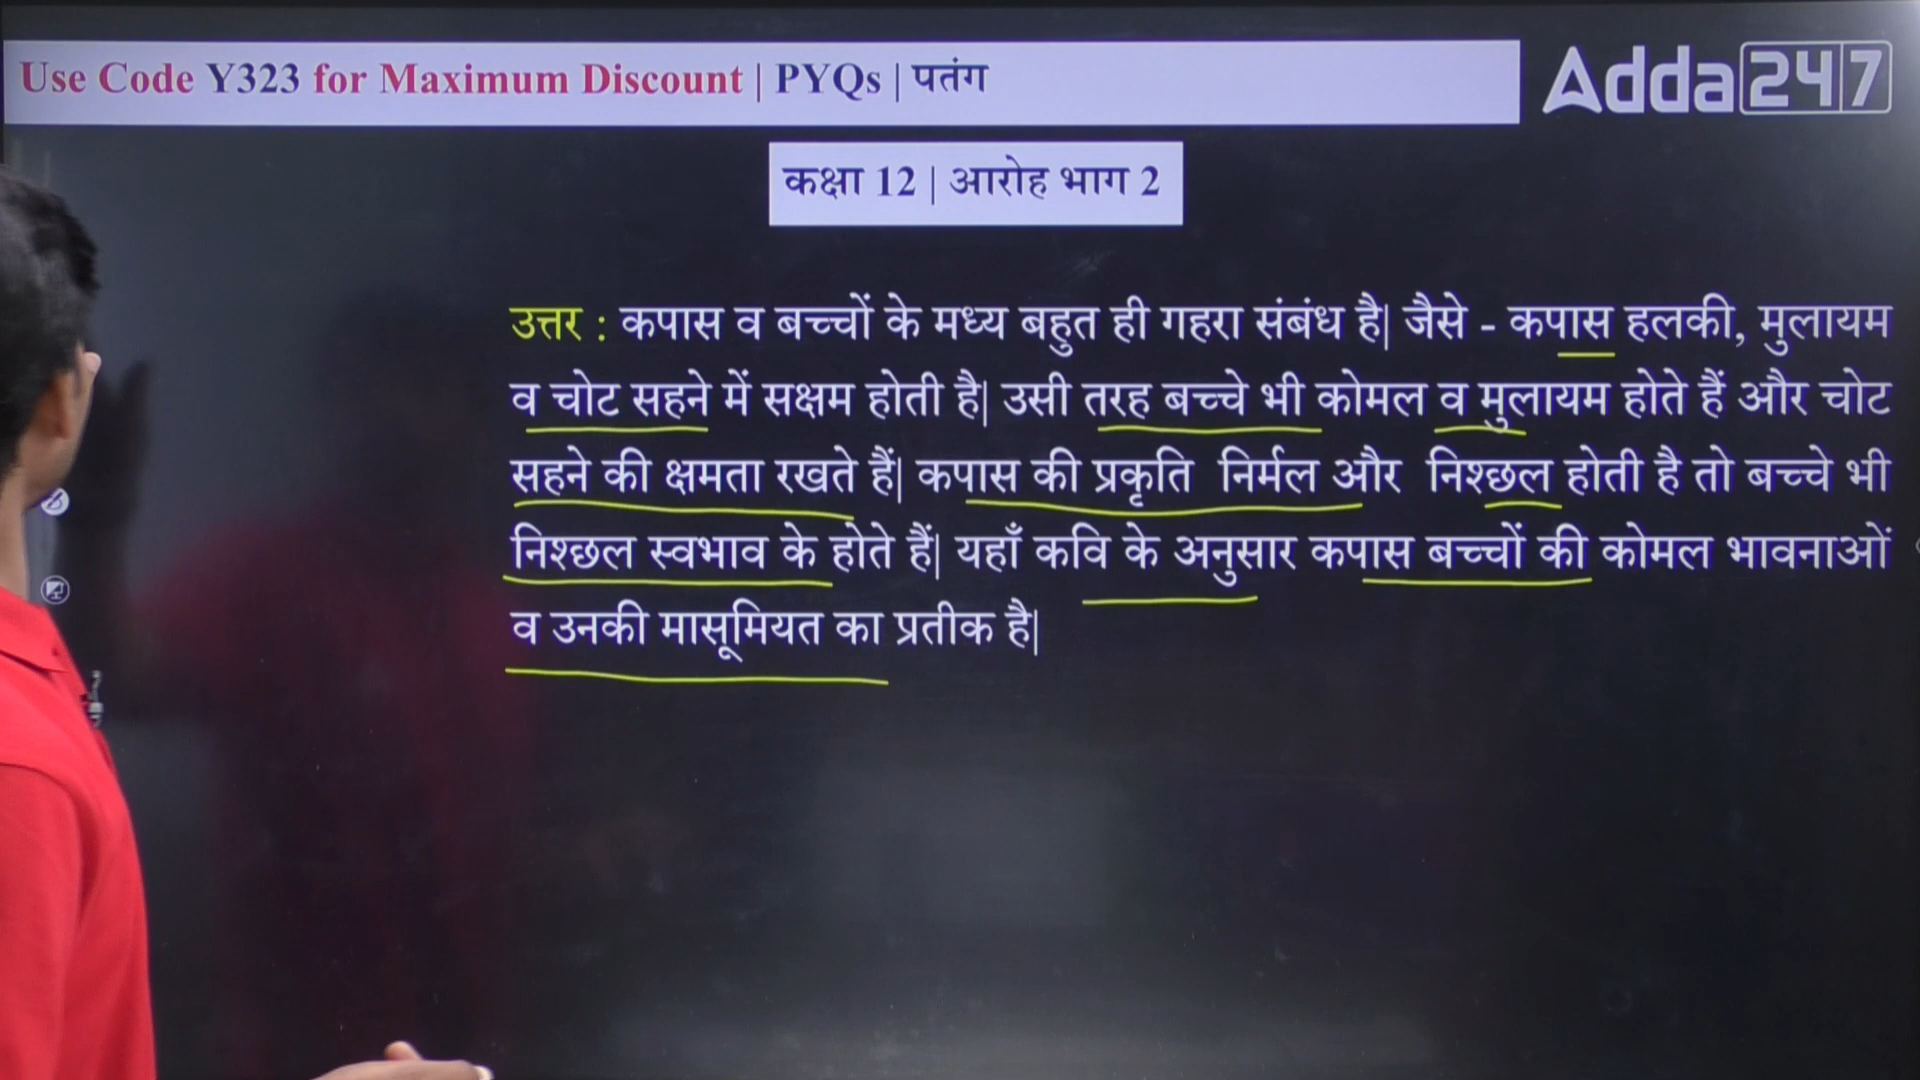 Use Code Y323 for Maximum Discount | PYQs | पतंग
Adda247
कक्षा 12 | आरोह भाग 2
उत्तर : कपास व बच्चों के मध्य बहुत ही गहरा संबंध है| जैसे - कपास हलकी, मुलायम
व चोट सहने में सक्षम होती है| उसी तरह बच्चे भी कोमल व मुलायम होते हैं और चोट
सहने की क्षमता रखते हैं| कपास की प्रकृति निर्मल और निश्छल होती है तो बच्चे भी
निश्छल स्वभाव के होते हैं| यहाँ कवि के अनुसार कपास बच्चों की कोमल भावनाओं
व उनकी मासूमियत का प्रतीक है|